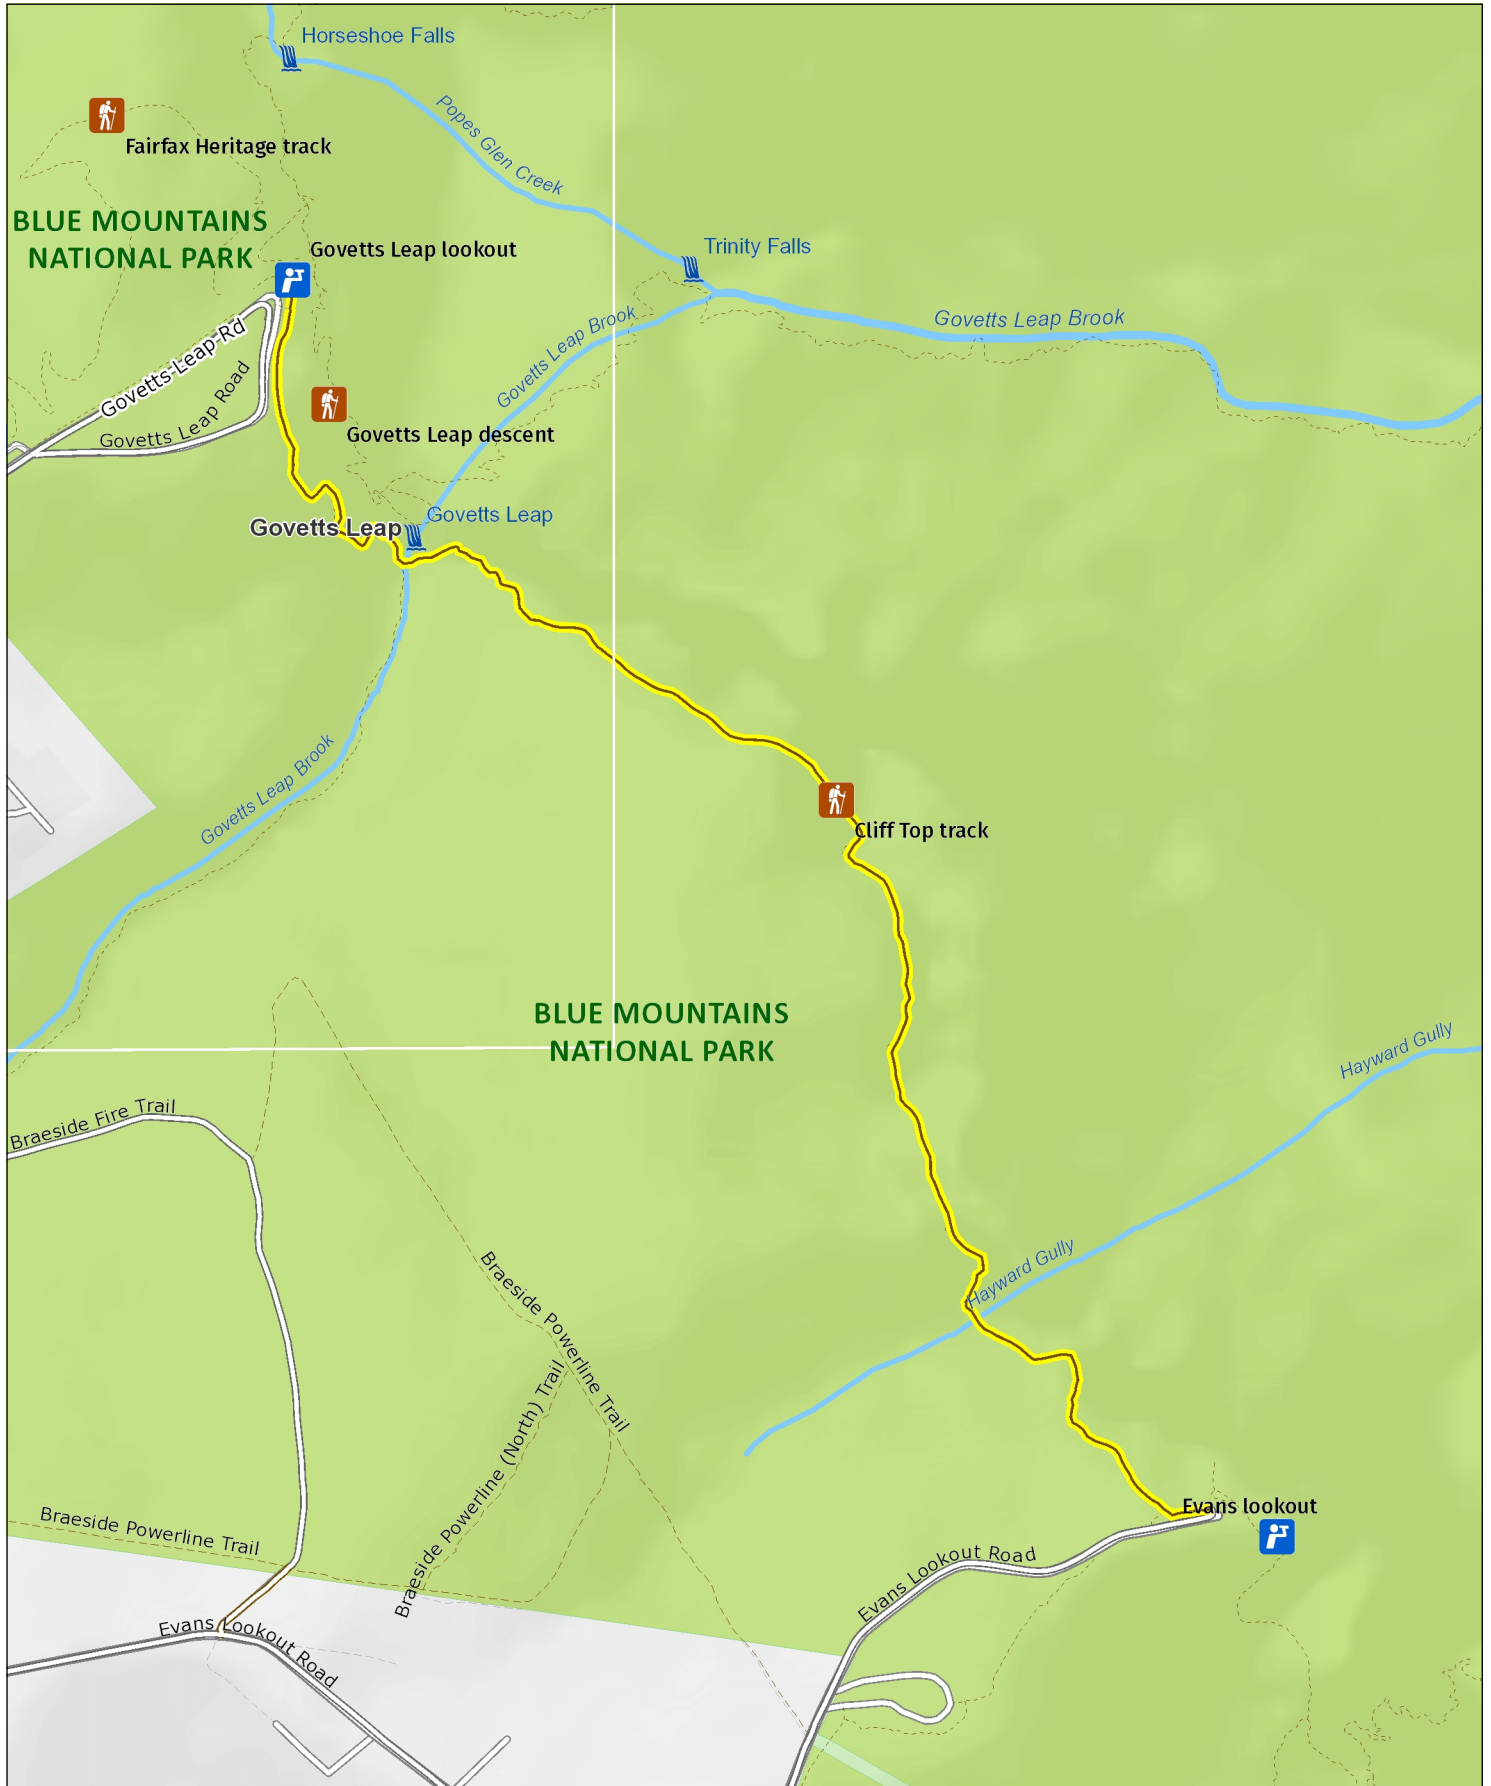 Horseshoe Falls
Popes Glen Creek
Fairfax Heritage track
BLUE MOUNTAINS
NATIONAL PARK
Govetts Leap lookout
Trinity Falls
Govetts Leap Brook
Govetts Leap Brook
Govetts-Leap-Rd
Govetts Leap Road
Govetts Leap descent
Govetts Leap
Govetts Leap
Govetts Leap Brook
Cliff Top track
BLUE MOUNTAINS
NATIONAL PARK
Hayward Gully
Braeside Fire Trail
Hayward Gully
Braeside Powerline Trail
Braeside Powerline (North) Trail
Evans lookout
Braeside Powerline Trail
Evans Lookout Road
Evans Lookout Road